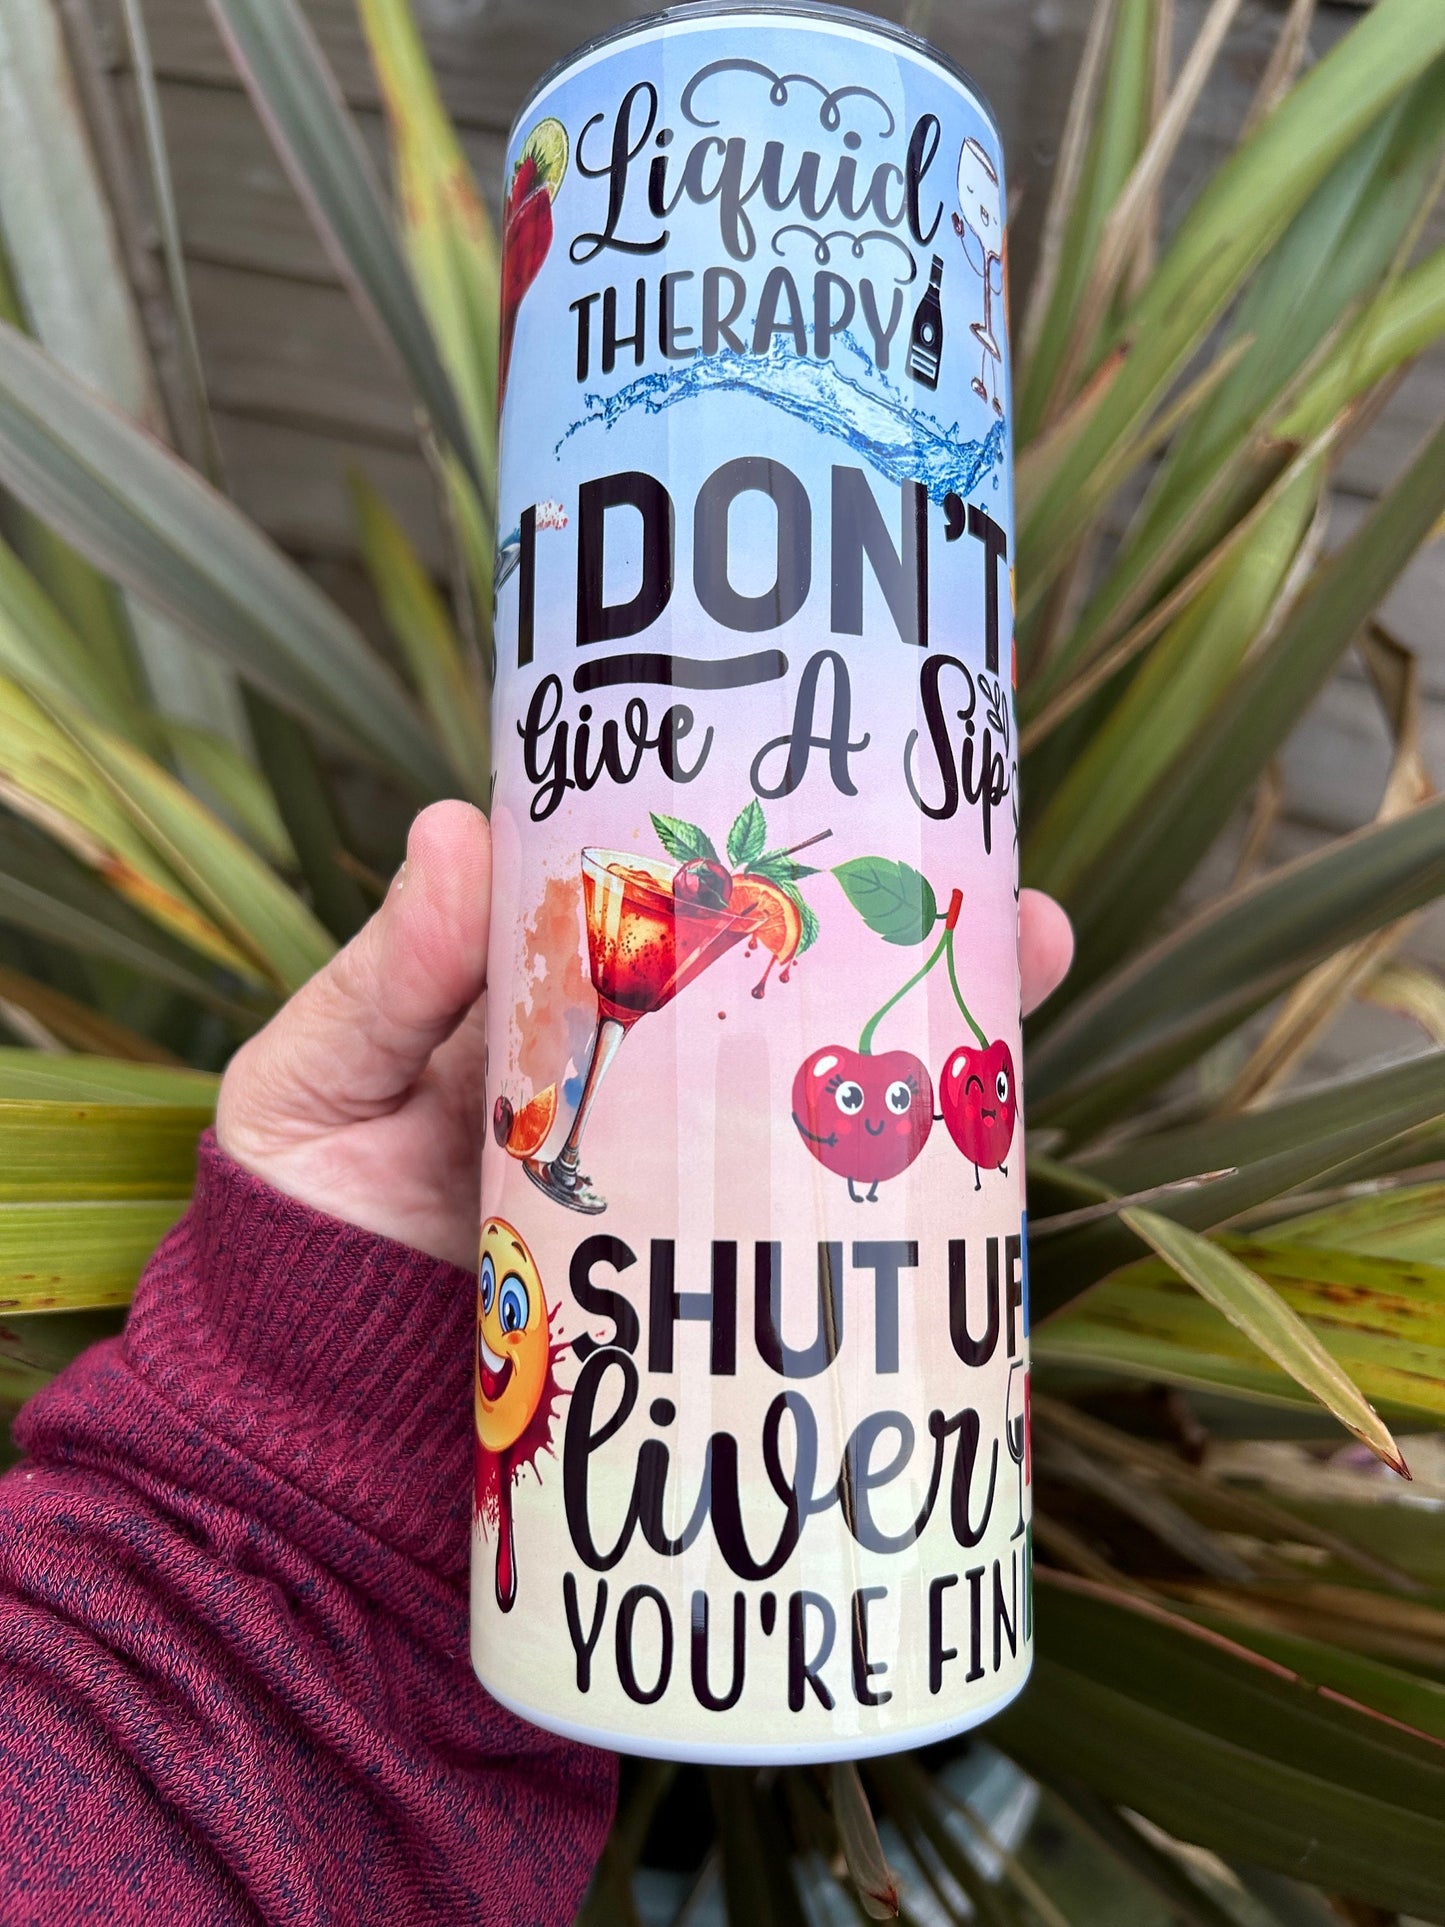 Liquid
THERAPY
I DON'T
Give A Sip
SHUT UP
liver
YOU'RE FIN